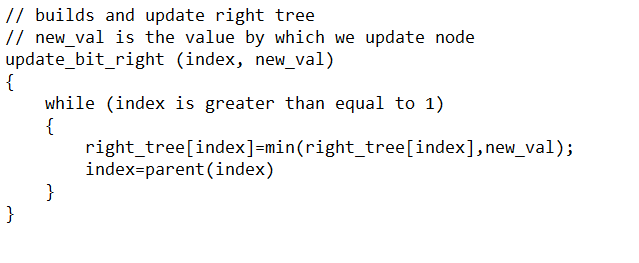 // builds and update right tree
// new_val is the value by which we update node
update_bit_right (index, new_val)
{
    while (index is greater than equal to 1)
    {
        right_tree[index]=min(right_tree[index],new_val);
        index=parent(index)
    }
}